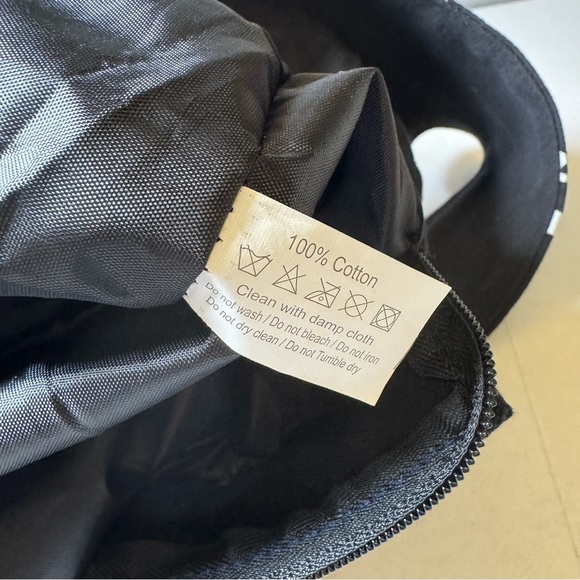 100% Cotton
Clean with damp cloth
Do not wash / Do not bleach / Do not iron
Do not dry clean / Do not Tumble dry